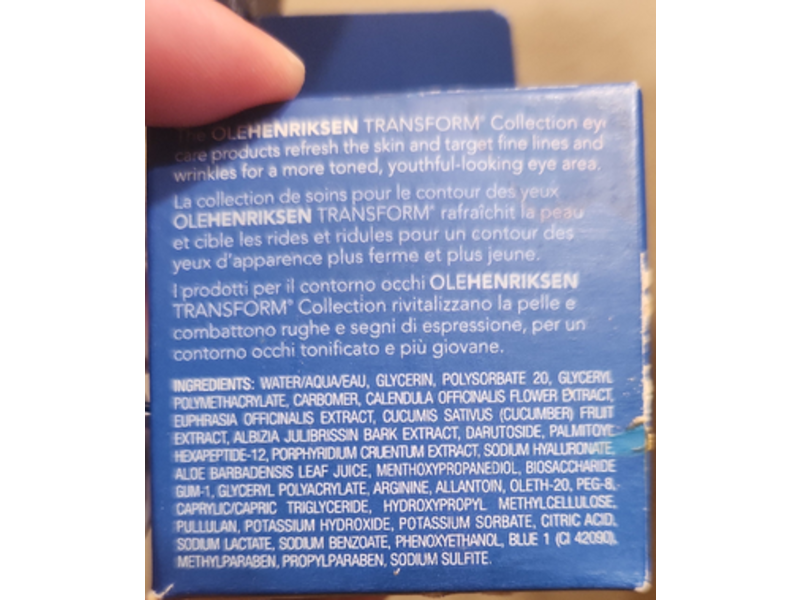 The OLEHENRIKSEN TRANSFORM® Collection eye
care products refresh the skin and target fine lines and
wrinkles for a more toned, youthful-looking eye area.
La collection de soins pour le contour des yeux
OLEHENRIKSEN TRANSFORM® rafraîchit la peau
et cible les rides et ridules pour un contour des
yeux d'apparence plus ferme et plus jeune.
I prodotti per il contorno occhi OLEHENRIKSEN
TRANSFORM® Collection rivitalizzano la pelle e
combattono rughe e segni di espressione, per un
contorno occhi tonificato e più giovane.
INGREDIENTS: WATER/AQUA/EAU, GLYCERIN, POLYSORBATE 20, GLYCERYL
POLYMETHACRYLATE, CARBOMER, CALENDULA OFFICINALIS FLOWER EXTRACT,
EUPHRASIA OFFICINALIS EXTRACT, CUCUMIS SATIVUS (CUCUMBER) FRUIT
EXTRACT, ALBIZIA JULIBRISSIN BARK EXTRACT, DARUTOSIDE, PALMITOYL
HEXAPEPTIDE-12, PORPHYRIDIUM CRUENTUM EXTRACT, SODIUM HYALURONATE,
ALOE BARBADENSIS LEAF JUICE, MENTHOXYPROPANEDIOL, BIOSACCHARIDE
GUM-1, GLYCERYL POLYACRYLATE, ARGININE, ALLANTOIN, OLETH-20, PEG-8,
CAPRYLIC/CAPRIC TRIGLYCERIDE, HYDROXYPROPYL METHYLCELLULOSE,
PULLULAN, POTASSIUM HYDROXIDE, POTASSIUM SORBATE, CITRIC ACID,
SODIUM LACTATE, SODIUM BENZOATE, PHENOXYETHANOL, BLUE 1 (CI 42090),
METHYLPARABEN, PROPYLPARABEN, SODIUM SULFITE.